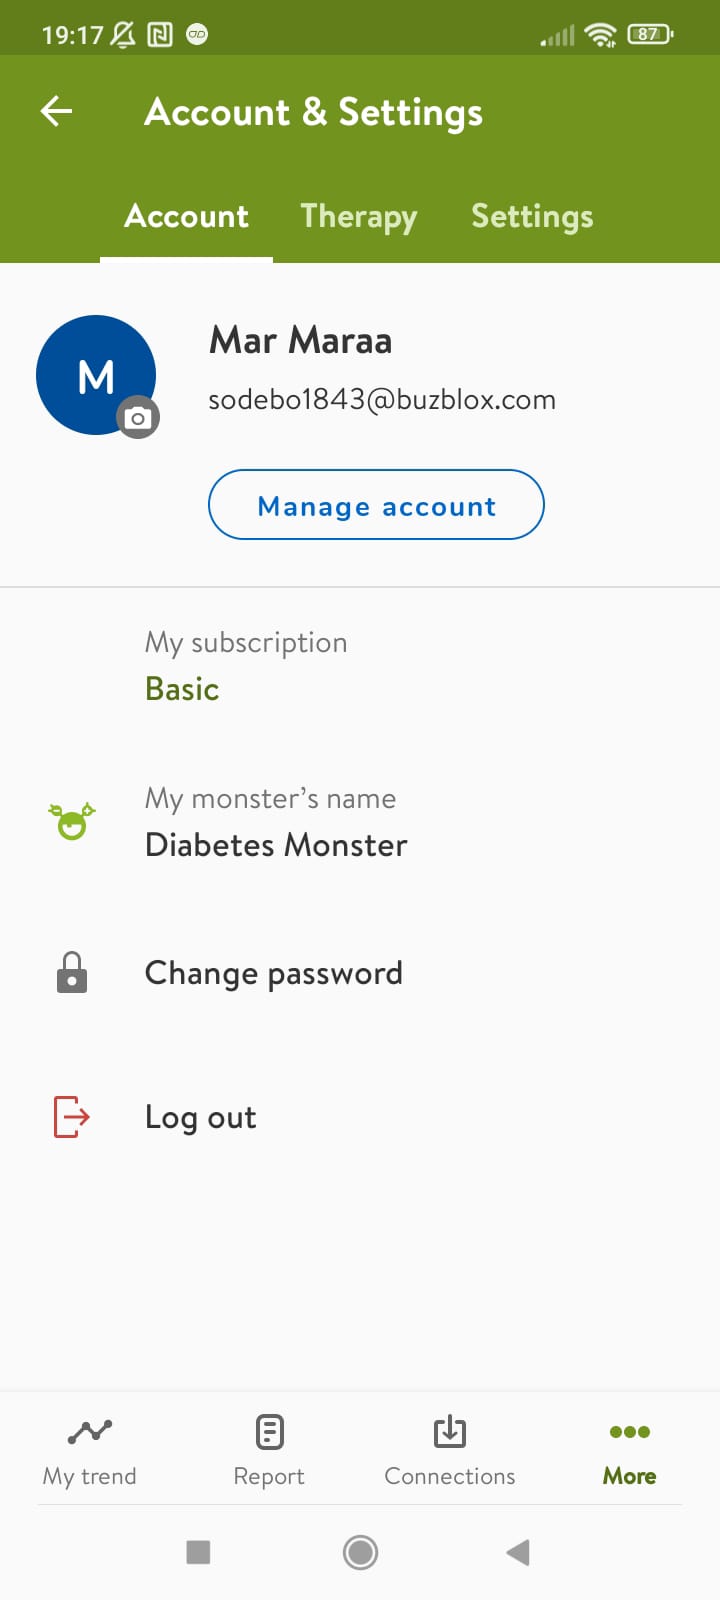 19:17
87
Account & Settings
Account Therapy Settings
M
Mar Maraa
sodebo1843@buzblox.com
Manage account
My subscription
Basic
My monster’s name
Diabetes Monster
Change password
Log out
My trend Report Connections More